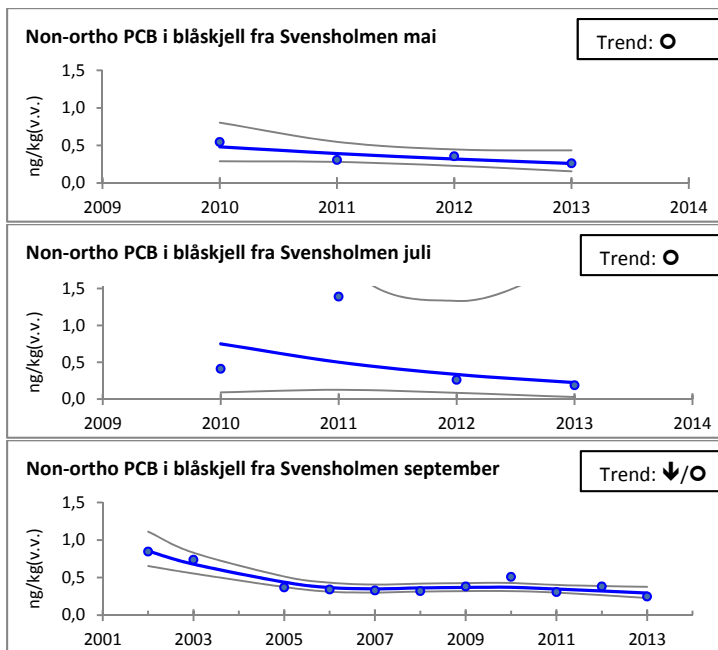 Non-ortho PCB i blåskjell fra Svensholmen mai
Trend: O
ng/kg(v.v.)
1,5
1,0
0,5
0,0
2009 2010 2011 2012 2013 2014
Non-ortho PCB i blåskjell fra Svensholmen juli
Trend: O
ng/kg(v.v.)
1,5
1,0
0,5
0,0
2009 2010 2011 2012 2013 2014
Non-ortho PCB i blåskjell fra Svensholmen september
Trend: ↓/O
ng/kg(v.v.)
1,5
1,0
0,5
0,0
2001 2003 2005 2007 2009 2011 2013